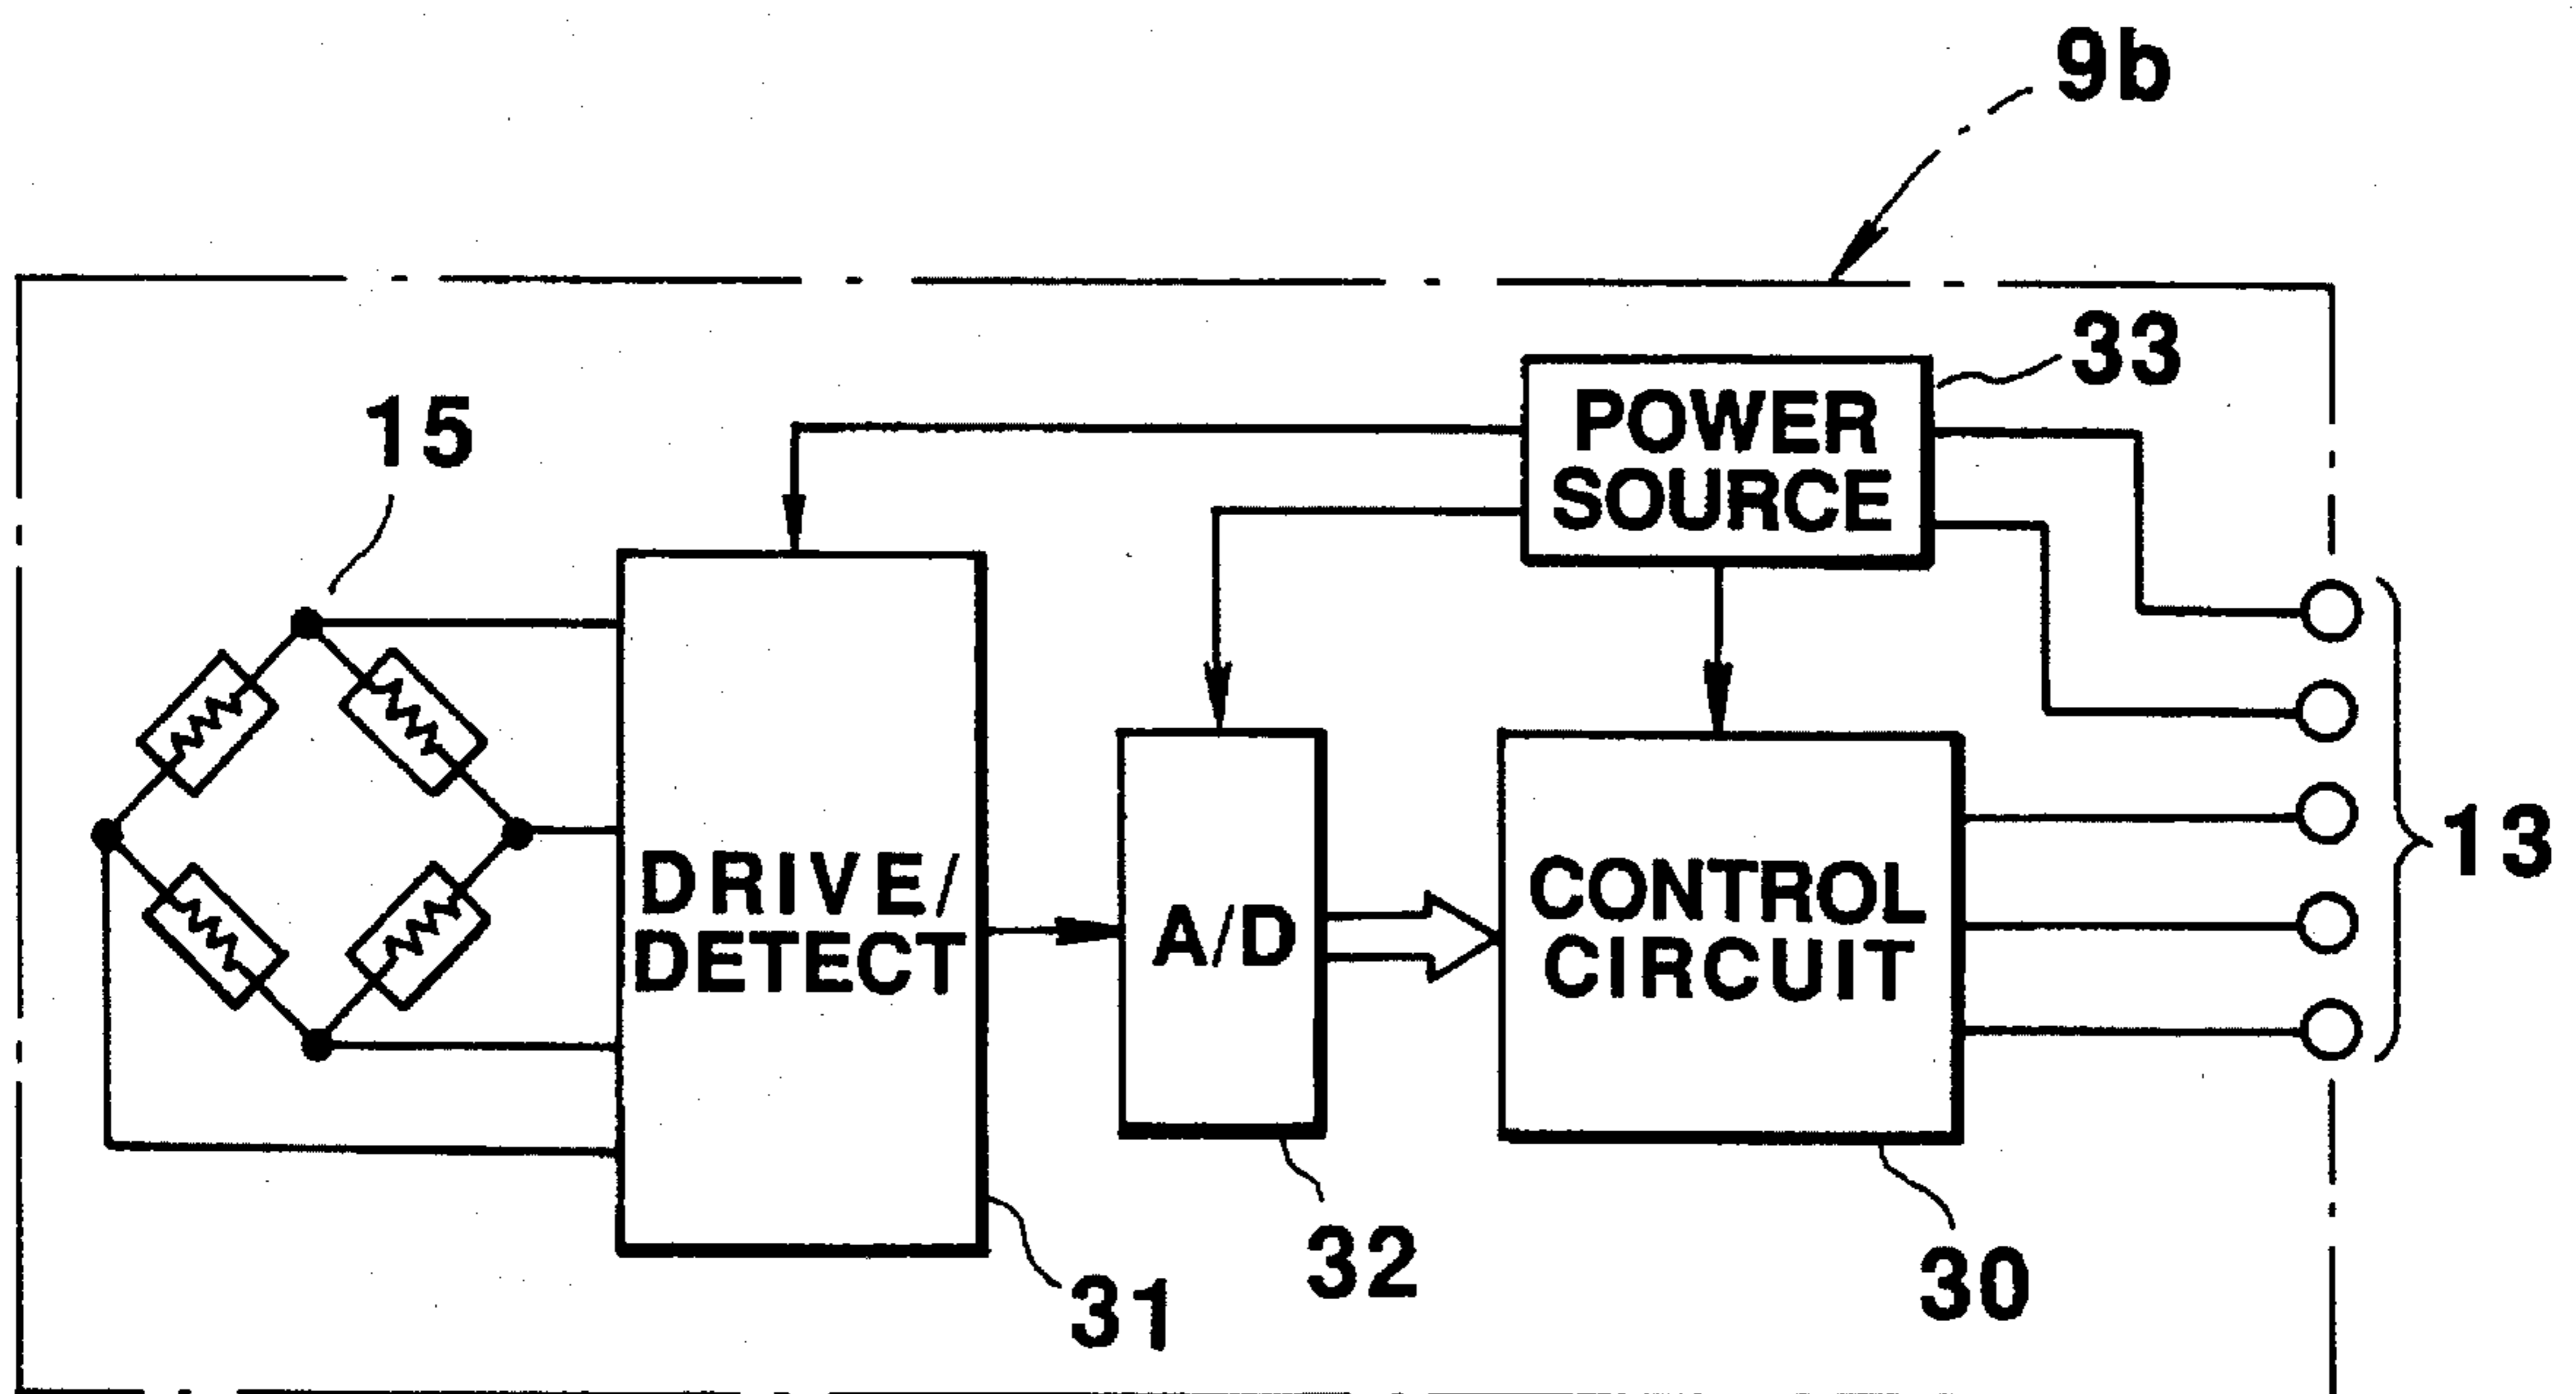 9b
33
POWER
SOURCE
15
13
DRIVE/
DETECT
A/D
CONTROL
CIRCUIT
32
30
31